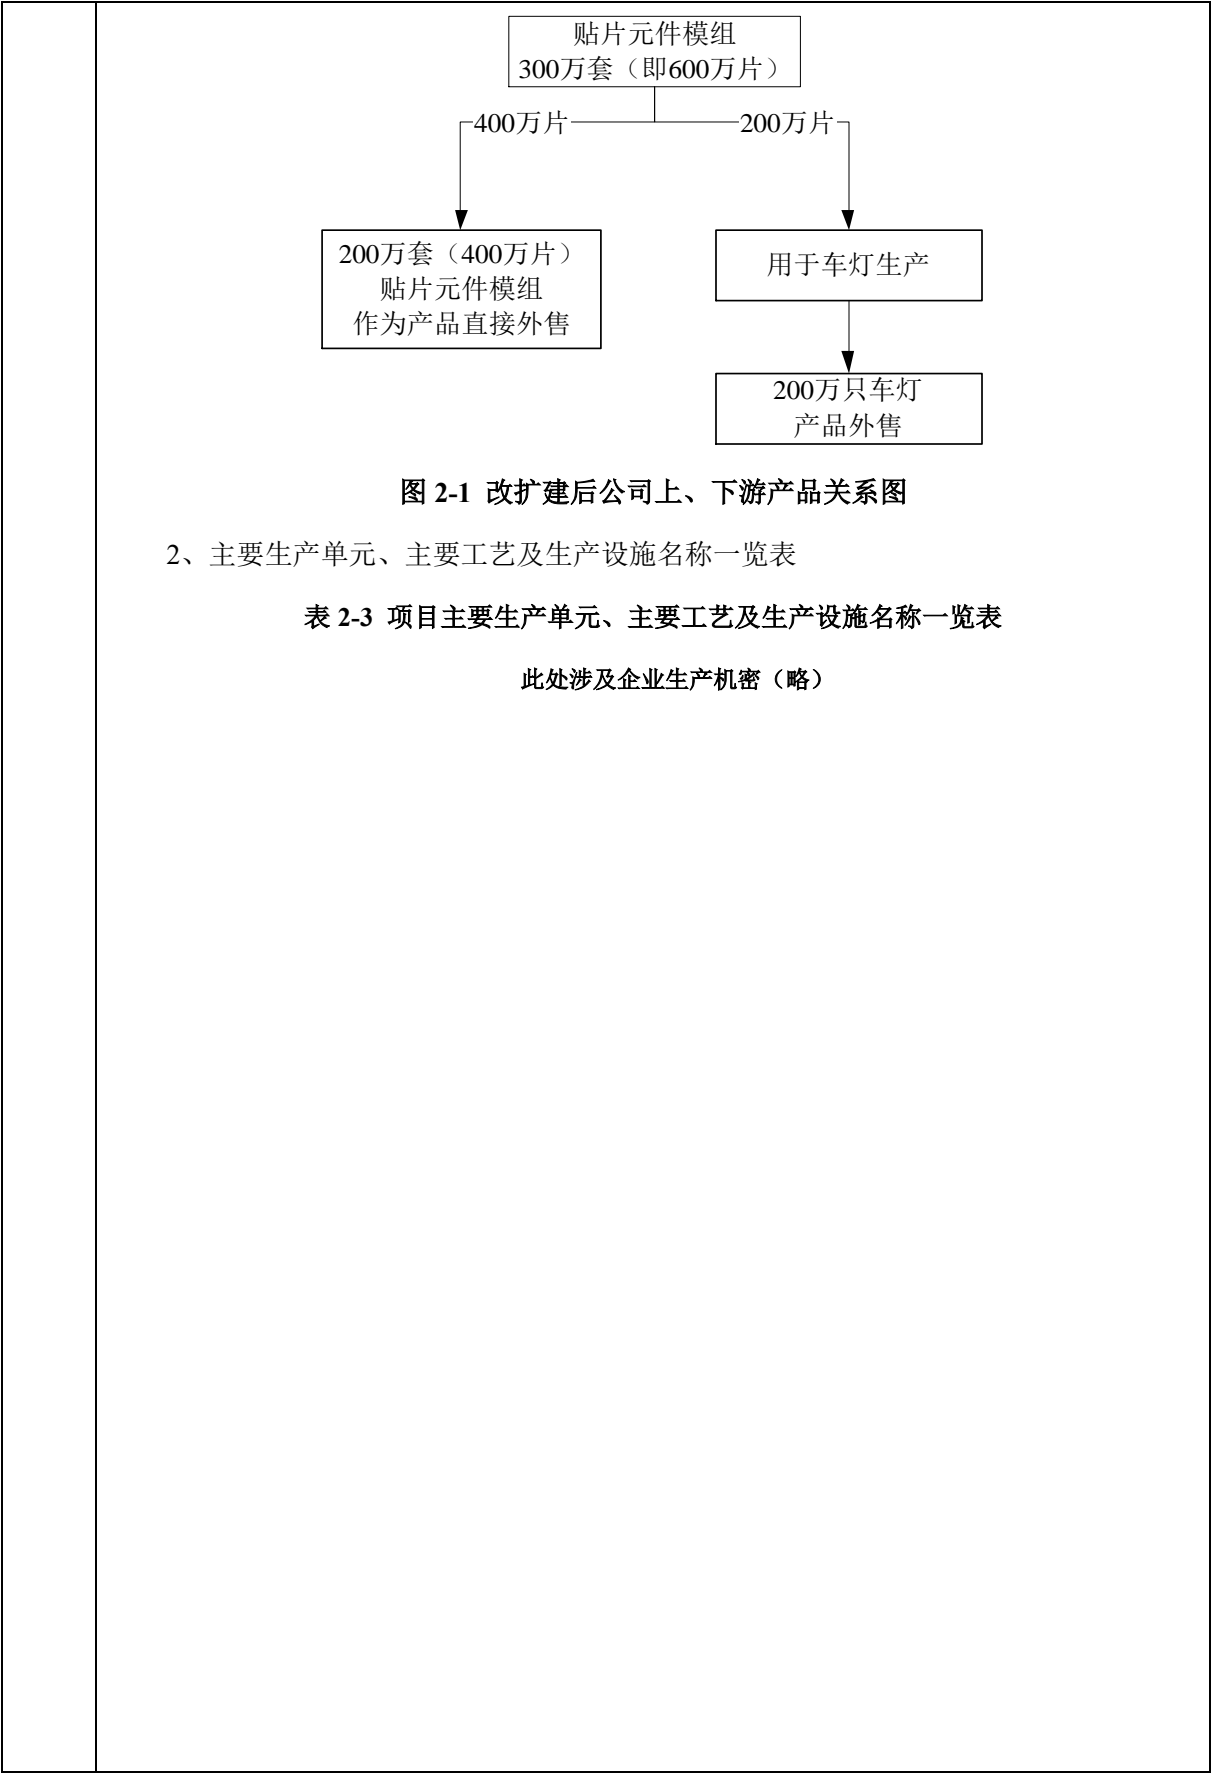 贴片元件模组
300万套（即600万片）
400万片
200万片
200万套（400万片）
贴片元件模组
作为产品直接外售
用于车灯生产
200万只车灯
产品外售
图 2-1 改扩建后公司上、下游产品关系图
2、主要生产单元、主要工艺及生产设施名称一览表
表 2-3 项目主要生产单元、主要工艺及生产设施名称一览表
此处涉及企业生产机密（略）